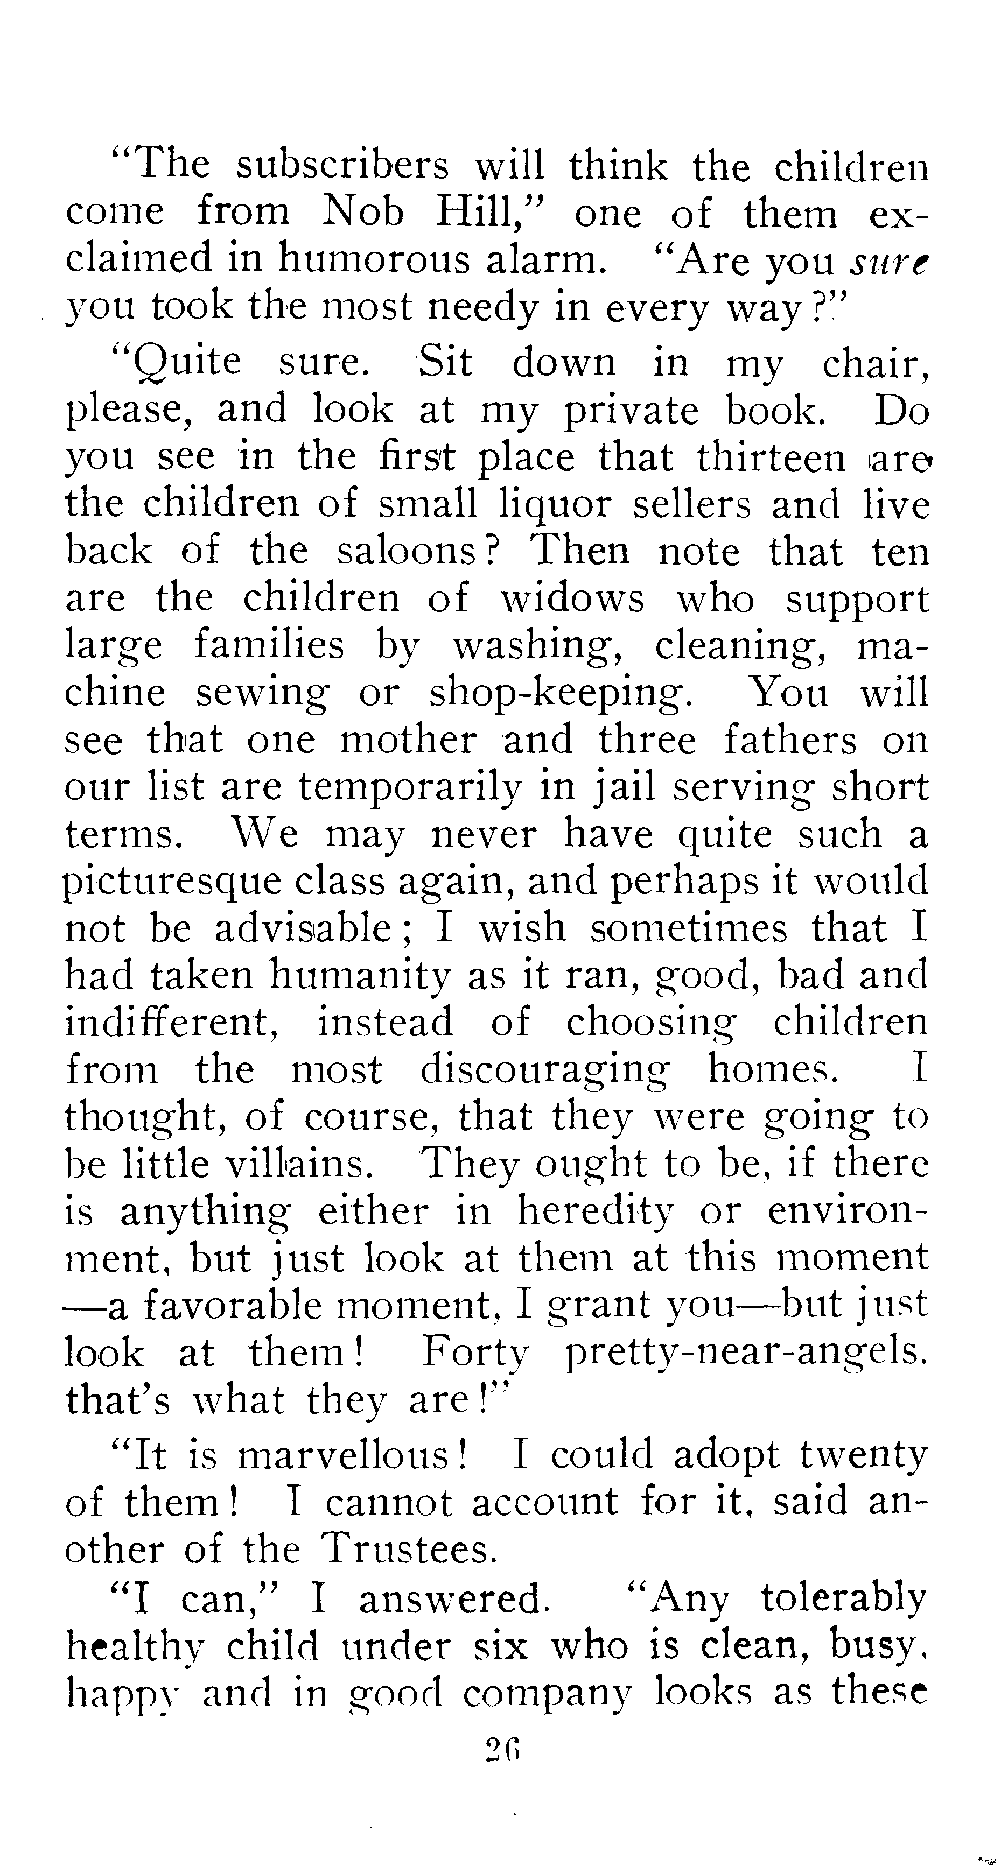 “The subscribers will think the children
come from Nob Hill,” one of them ex-
claimed in humorous alarm. “Are you sure
you took the most needy in every way?”
“Quite sure. Sit down in my chair,
please, and look at my private book. Do
you see in the first place that thirteen are
the children of small liquor sellers and live
back of the saloons? Then note that ten
are the children of widows who support
large families by washing, cleaning, ma-
chine sewing or shop-keeping. You will
see that one mother and three fathers on
our list are temporarily in jail serving short
terms. We may never have quite such a
picturesque class again, and perhaps it would
not be advisable; I wish sometimes that I
had taken humanity as it ran, good, bad and
indifferent, instead of choosing children
from the most discouraging homes. I
thought, of course, that they were going to
be little villains. They ought to be, if there
is anything either in heredity or environ-
ment, but just look at them at this moment
—a favorable moment, I grant you—but just
look at them! Forty pretty-near-angels.
that’s what they are!”
“It is marvellous! I could adopt twenty
of them! I cannot account for it, said an-
other of the Trustees.
“I can,” I answered. “Any tolerably
healthy child under six who is clean, busy,
happy and in good company looks as these
26